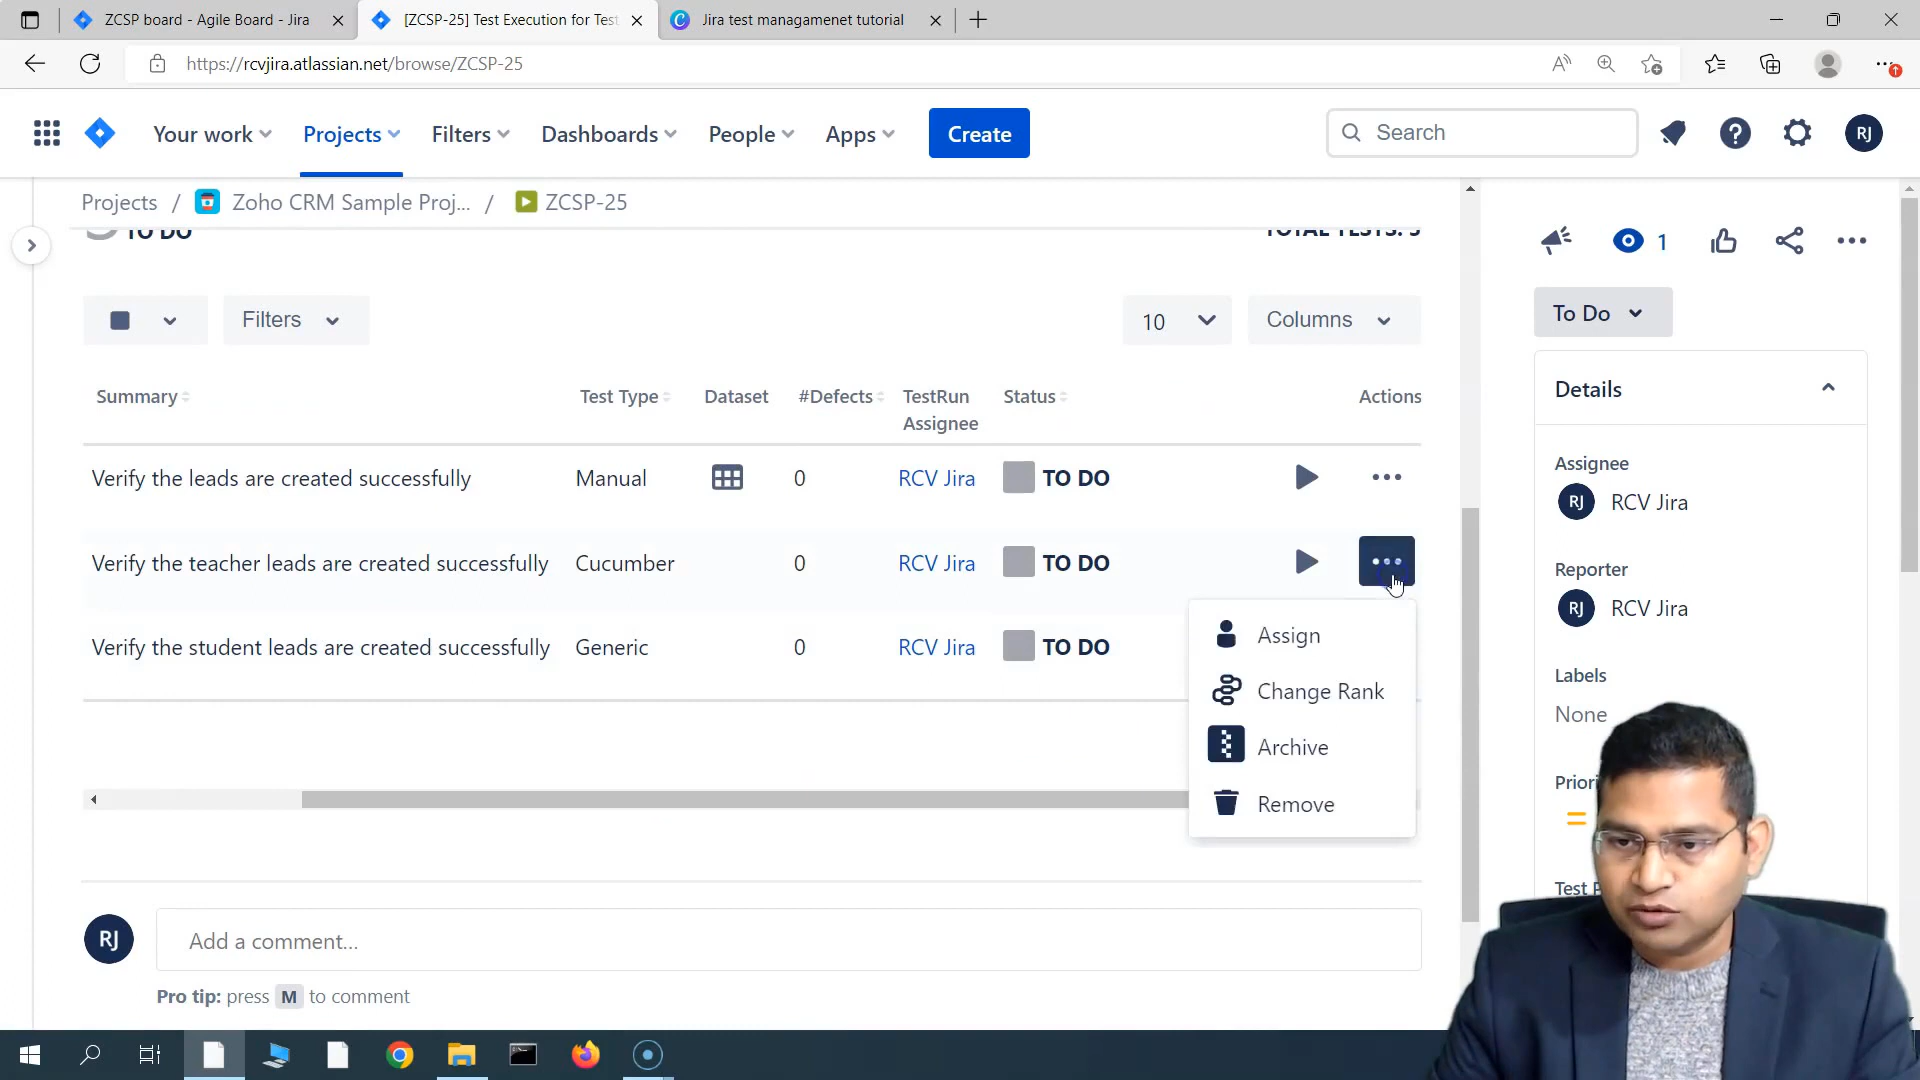 ZCSP board - Agile Board - Jira
[ZCSP-25] Test Execution for Test
Jira test managamenet tutorial
https://rcvjira.atlassian.net/browse/ZCSP-25
Your work
Projects
Filters
Dashboards
People
Apps
Create
Search
RJ
Projects / Zoho CRM Sample Proj... / ZCSP-25
1
TO DO
TOTAL TESTS: 3
Filters
10
Columns
To Do
Details
Summary Test Type Dataset #Defects TestRun Assignee Status Actions
Verify the leads are created successfully Manual 0 RCV Jira TO DO
Verify the teacher leads are created successfully Cucumber 0 RCV Jira TO DO
Verify the student leads are created successfully Generic 0 RCV Jira TO DO
Assign
Change Rank
Archive
Remove
Assignee
RJ RCV Jira
Reporter
RJ RCV Jira
Labels
None
Priori
Test
RJ
Add a comment...
Pro tip: press M to comment